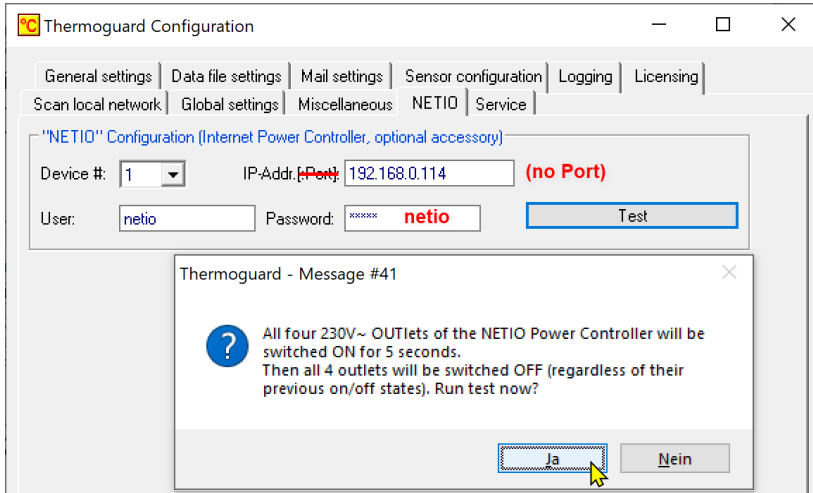 °C Thermoguard Configuration
General settings Data file settings Mail settings Sensor configuration Logging Licensing
Scan local network Global settings Miscellaneous NETIO Service
"NETIO" Configuration (Internet Power Controller, optional accessory)
Device #: 1 IP-Addr.[:Port]: 192.168.0.114 (no Port)
User: netio Password: ××××× netio Test
Thermoguard - Message #41
?
All four 230V~ OUTlets of the NETIO Power Controller will be
switched ON for 5 seconds.
Then all 4 outlets will be switched OFF (regardless of their
previous on/off states). Run test now?
Ja Nein